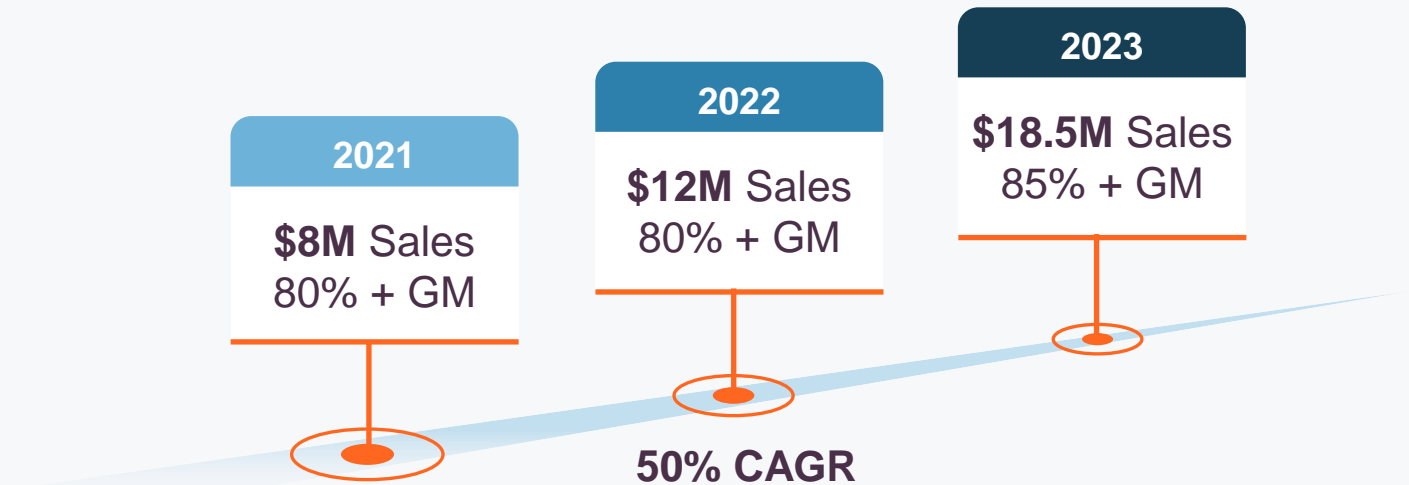 2021
$8M Sales
80% + GM
2022
$12M Sales
80% + GM
2023
$18.5M Sales
85% + GM
50% CAGR